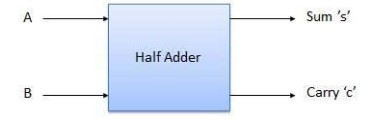 A
Sum ‘s’
Half Adder
B
Carry ‘c’